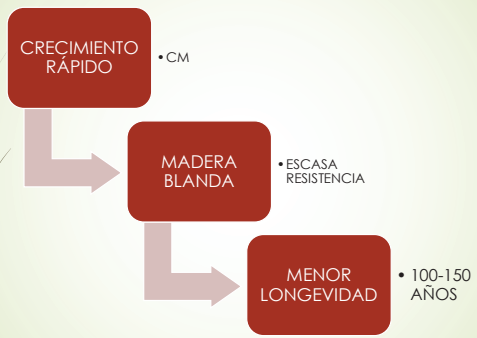 CRECIMIENTO
RÁPIDO
• CM
MADERA
BLANDA
• ESCASA
RESISTENCIA
MENOR
LONGEVIDAD
• 100-150
AÑOS